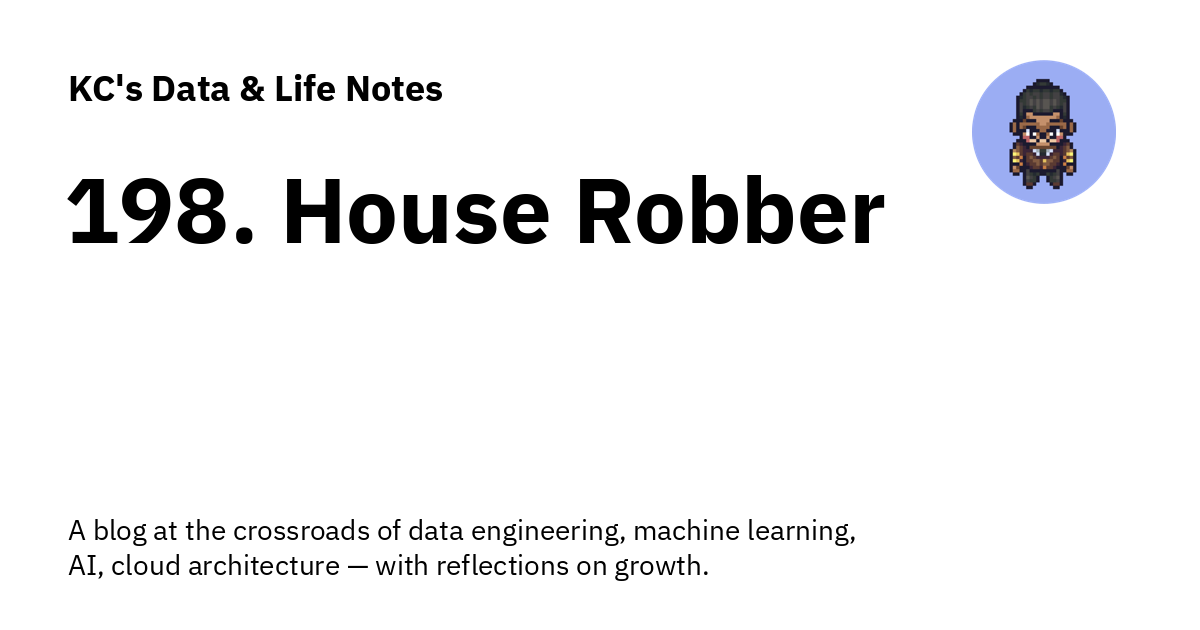 KC's Data & Life Notes
198. House Robber
A blog at the crossroads of data engineering, machine learning,
AI, cloud architecture — with reflections on growth.